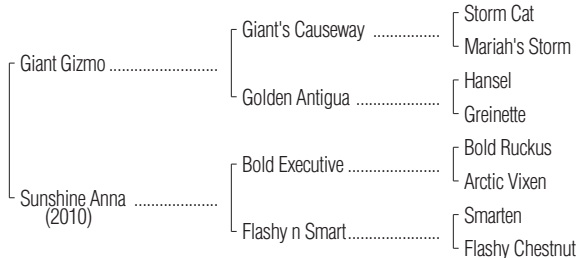 Storm Cat
Giant's Causeway ..................
Mariah's Storm
Giant Gizmo ........................
Hansel
Golden Antigua ...................
Greinette
Bold Ruckus
Bold Executive ....................
Arctic Vixen
Sunshine Anna ..................
(2010)
Smarten
Flashy n Smart....................
Flashy Chestnut